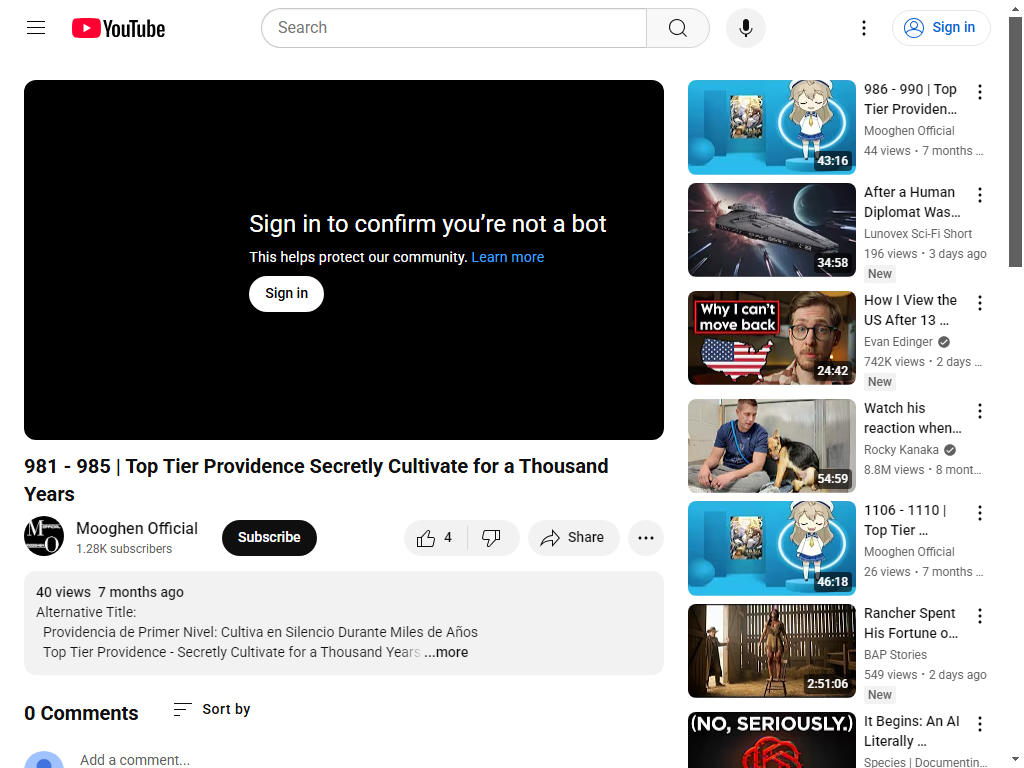 YouTube
Search
Sign in
Sign in to confirm you’re not a bot
This helps protect our community. Learn more
Sign in
981 - 985 | Top Tier Providence Secretly Cultivate for a Thousand
Years
Mooghen Official
1.28K subscribers
Subscribe
4
Share
40 views 7 months ago
Alternative Title:
Providencia de Primer Nivel: Cultiva en Silencio Durante Miles de Años
Top Tier Providence - Secretly Cultivate for a Thousand Years ...more
0 Comments
Sort by
Add a comment...
43:16
986 - 990 | Top
Tier Providen...
Mooghen Official
44 views • 7 months ...
34:58
After a Human
Diplomat Was...
Lunovex Sci-Fi Short
196 views • 3 days ago
New
Why I can't
move back
24:42
How I View the
US After 13 ...
Evan Edinger
742K views • 2 days ...
New
54:59
Watch his
reaction when...
Rocky Kanaka
8.8M views • 8 mont...
46:18
1106 - 1110 |
Top Tier ...
Mooghen Official
26 views • 7 months ...
2:51:06
Rancher Spent
His Fortune o...
BAP Stories
549 views • 2 days ago
New
(NO, SERIOUSLY.)
It Begins: An AI
Literally ...
Species | Documentin...